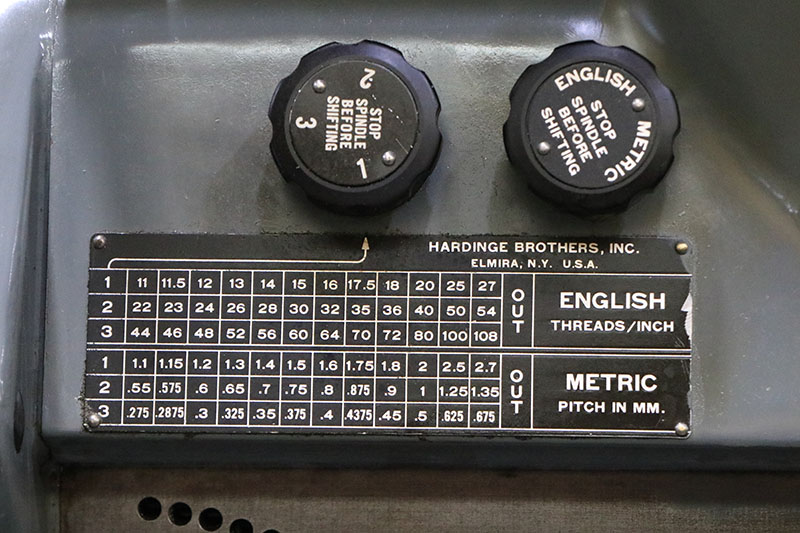 2
STOP
SPINDLE
BEFORE
SHIFTING
3
1
ENGLISH
METRIC
STOP
SPINDLE
BEFORE
SHIFTING
HARDINGE BROTHERS, INC.
ELMIRA, N.Y. U.S.A.
1 11 11.5 12 13 14 15 16 17.5 18 20 25 27
2 22 23 24 26 28 30 32 35 36 40 50 54
3 44 46 48 52 56 60 64 70 72 80 100 108
OUT
ENGLISH
THREADS/INCH
1 1.1 1.15 1.2 1.3 1.4 1.5 1.6 1.75 1.8 2 2.5 2.7
2 .55 .575 .6 .65 .7 .75 .8 .875 .9 1 1.25 1.35
3 .275 .2875 .3 .325 .35 .375 .4 .4375 .45 .5 .625 .675
OUT
METRIC
PITCH IN MM.